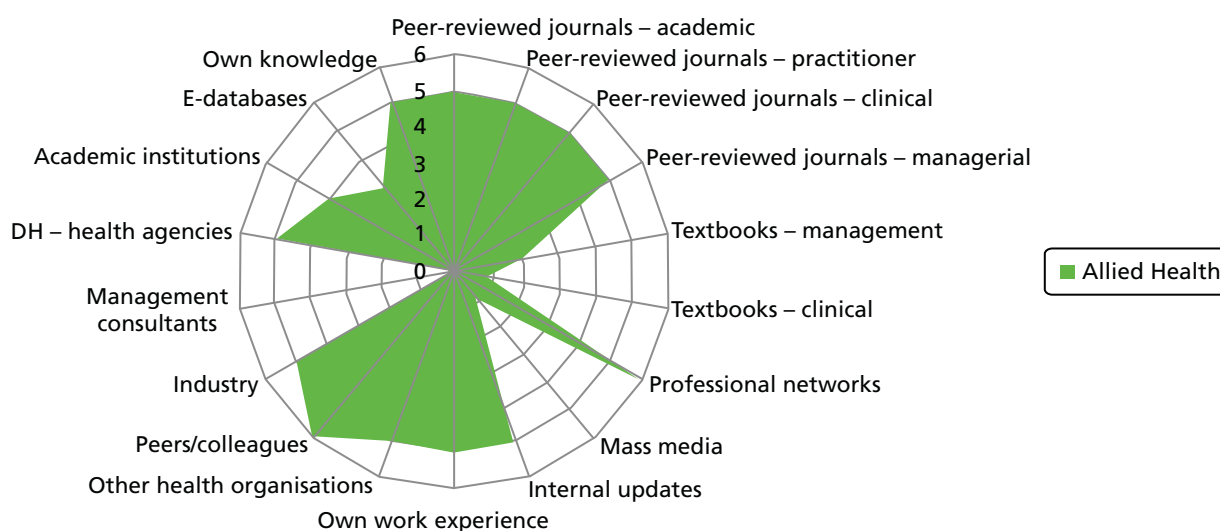 Peer-reviewed journals – academic
Peer-reviewed journals – practitioner
Peer-reviewed journals – clinical
Peer-reviewed journals – managerial
Textbooks – management
Textbooks – clinical
Professional networks
Mass media
Internal updates
Own work experience
Other health organisations
Peers/colleagues
Industry
Management
consultants
DH – health agencies
Academic institutions
E-databases
Own knowledge
6
5
4
3
2
1
0
Allied Health